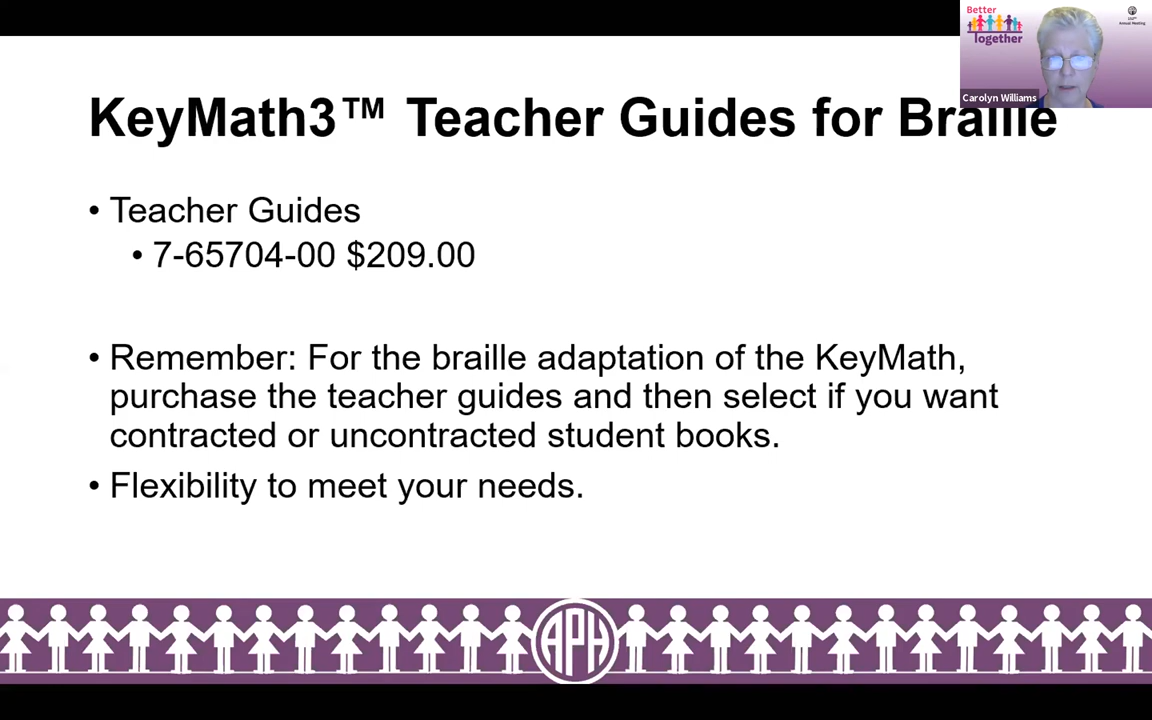 Better
Together
Annual Meeting
Carolyn Williams
KeyMath3™ Teacher Guides for Braille
• Teacher Guides
• 7-65704-00 $209.00
• Remember: For the braille adaptation of the KeyMath,
purchase the teacher guides and then select if you want
contracted or uncontracted student books.
• Flexibility to meet your needs.
APH